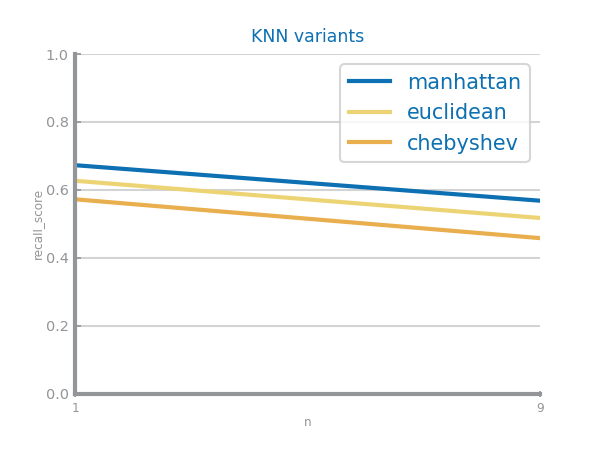 KNN variants
1.0
0.8
0.6
0.4
0.2
0.0
recall_score
manhattan
euclidean
chebyshev
1
9
n